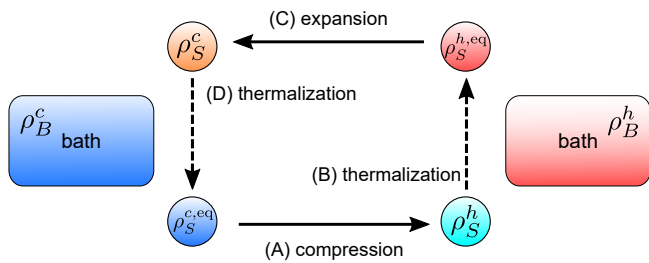 (C) expansion
ρ_S^c
ρ_S^{h,eq}
(D) thermalization
ρ_B^c
bath
bath
ρ_B^h
(B) thermalization
ρ_S^{c,eq}
ρ_S^h
(A) compression